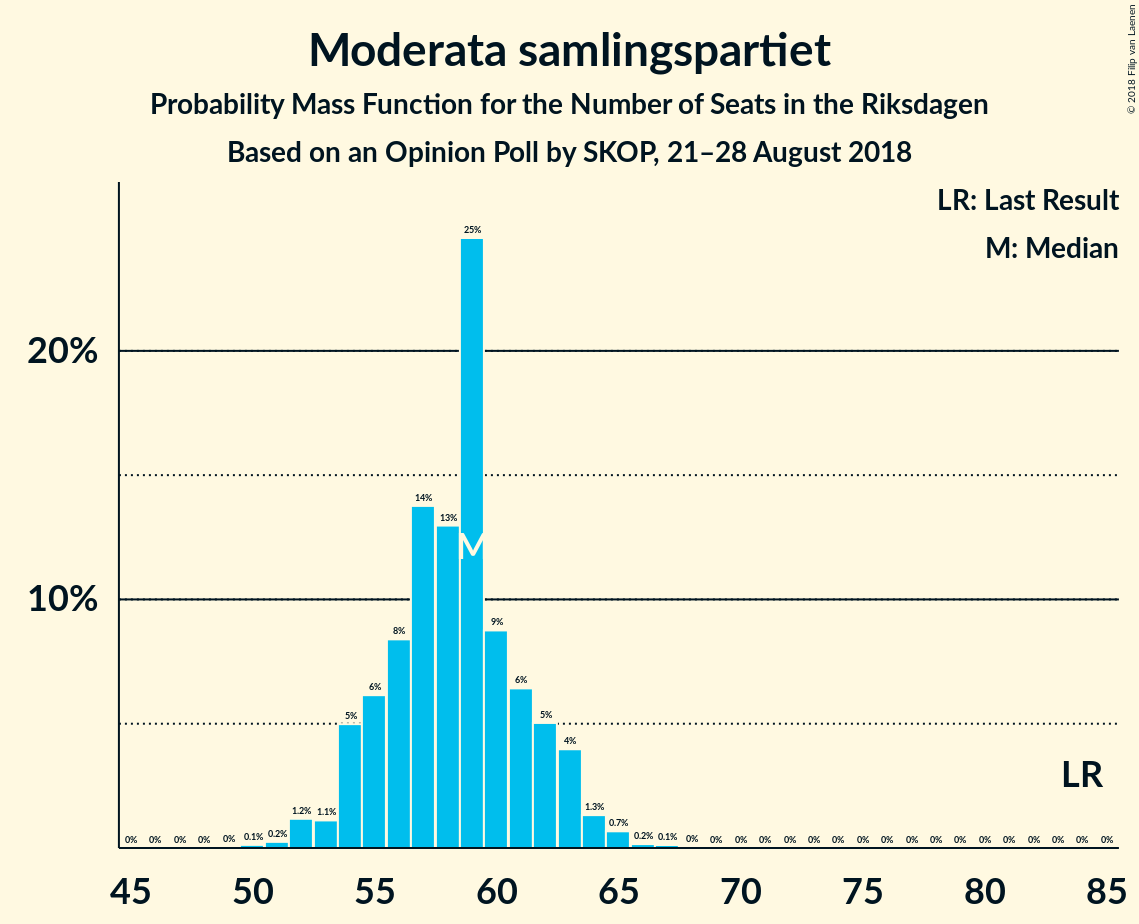 Moderata samlingspartiet
Probability Mass Function for the Number of Seats in the Riksdagen
Based on an Opinion Poll by SKOP, 21–28 August 2018
© 2018 Filip van Laenen
LR: Last Result
M: Median
20%
10%
0% 0% 0% 0% 0% 0.1% 0.2% 1.2% 1.1% 5% 6% 8% 14% 13% 25% 9% 6% 5% 4% 1.3% 0.7% 0.2% 0.1% 0% 0% 0% 0% 0% 0% 0% 0% 0% 0% 0% 0% 0% 0% 0% 0% 0% 0%
M
LR
45 50 55 60 65 70 75 80 85